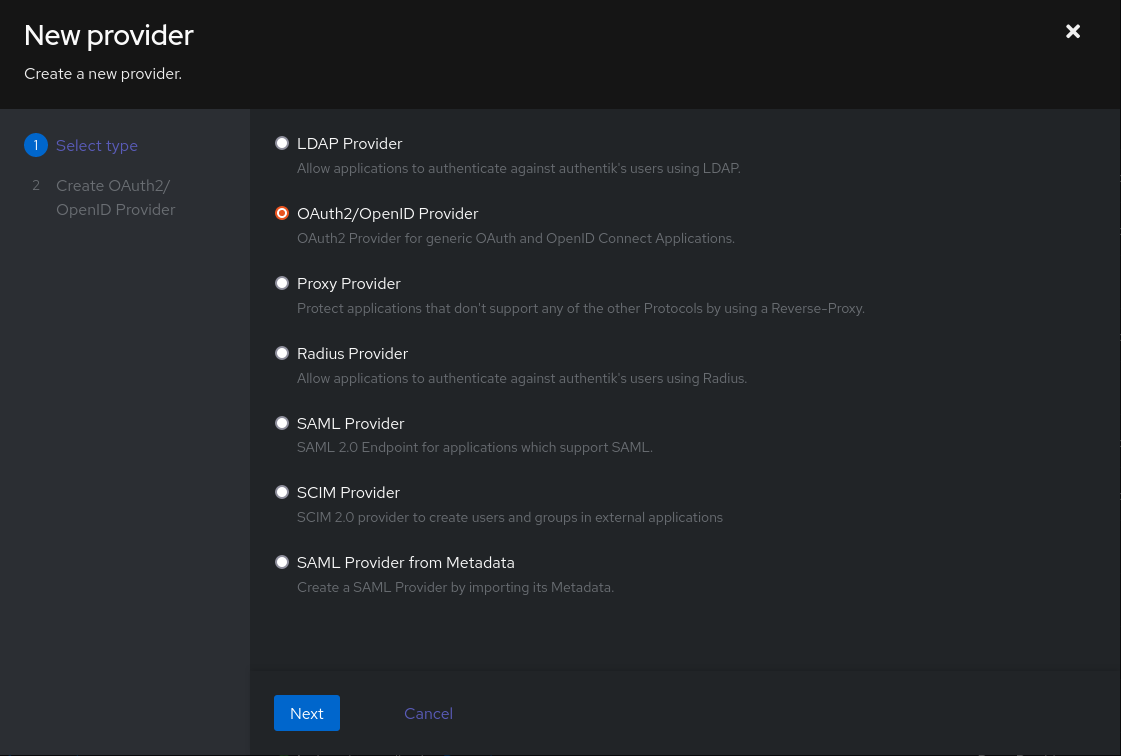 New provider
Create a new provider.
1 Select type
2 Create OAuth2/
OpenID Provider
LDAP Provider
Allow applications to authenticate against authentik's users using LDAP.
OAuth2/OpenID Provider
OAuth2 Provider for generic OAuth and OpenID Connect Applications.
Proxy Provider
Protect applications that don't support any of the other Protocols by using a Reverse-Proxy.
Radius Provider
Allow applications to authenticate against authentik's users using Radius.
SAML Provider
SAML 2.0 Endpoint for applications which support SAML.
SCIM Provider
SCIM 2.0 provider to create users and groups in external applications
SAML Provider from Metadata
Create a SAML Provider by importing its Metadata.
Next
Cancel